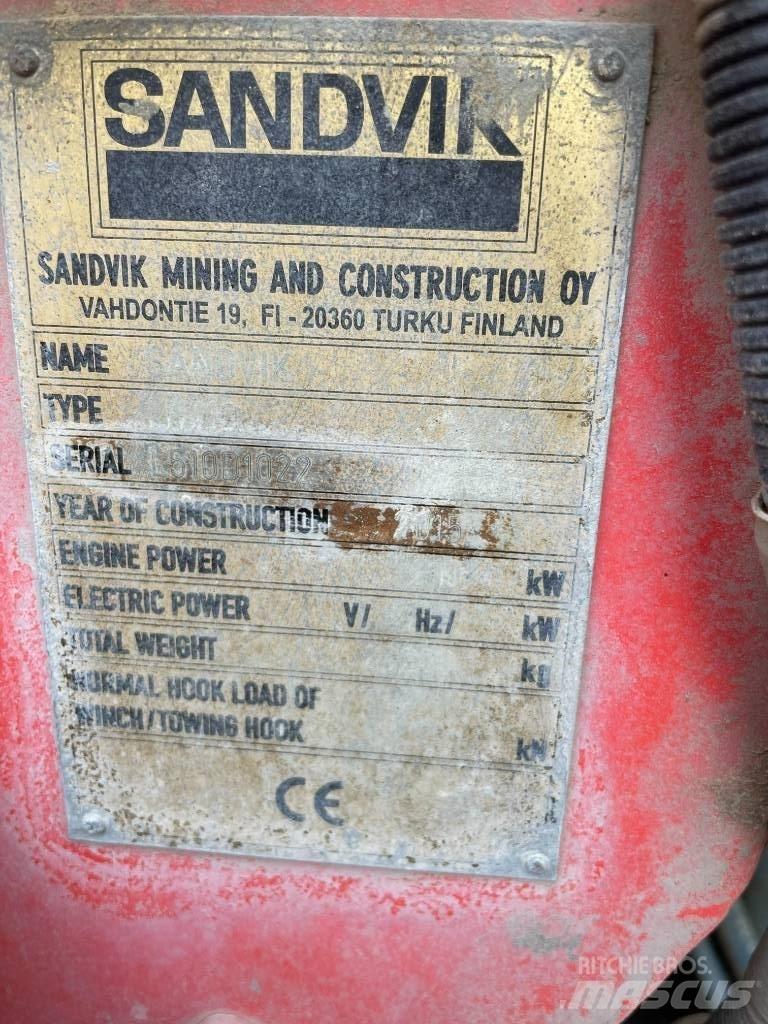 SANDVIK
SANDVIK MINING AND CONSTRUCTION OY
VAHDONTIE 19, FI - 20360 TURKU FINLAND
NAME SANDVIK
TYPE
SERIAL L510D1022
YEAR OF CONSTRUCTION
ENGINE POWER kW
ELECTRIC POWER V/ Hz/ kW
TOTAL WEIGHT kg
NORMAL HOOK LOAD OF
WINCH/TOWING HOOK kN
CE
RITCHIE BROS.
MASCUS